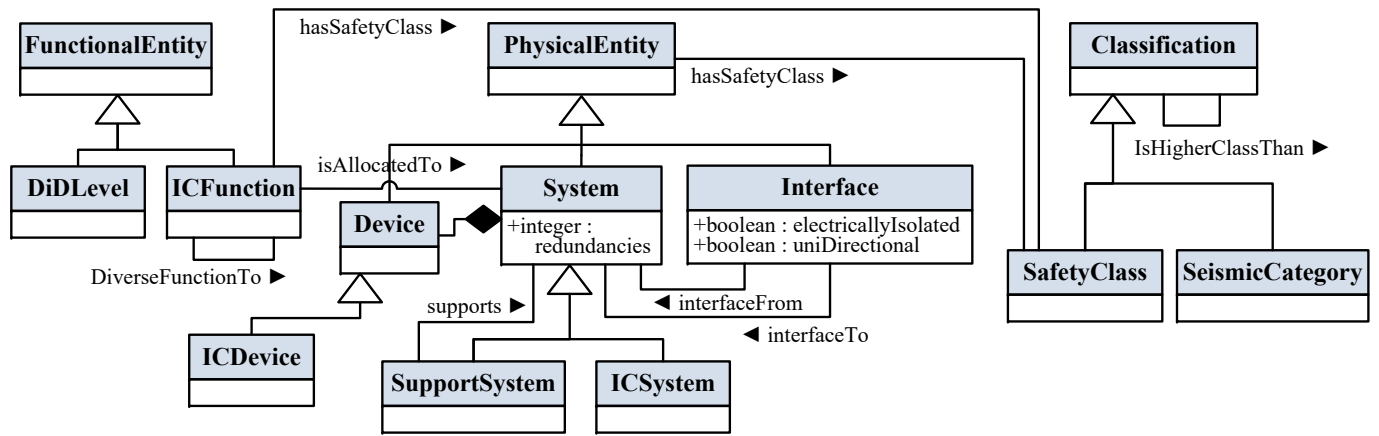 hasSafetyClass ►
FunctionalEntity
PhysicalEntity
Classification
hasSafetyClass ►
isAllocatedTo ►
IsHigherClassThan ►
DiDLevel
ICFunction
System
Interface
Device
+integer :
redundancies
+boolean : electricallyIsolated
+boolean : uniDirectional
DiverseFunctionTo ►
SafetyClass
SeismicCategory
supports ►
◄ interfaceFrom
◄ interfaceTo
ICDevice
SupportSystem
ICSystem